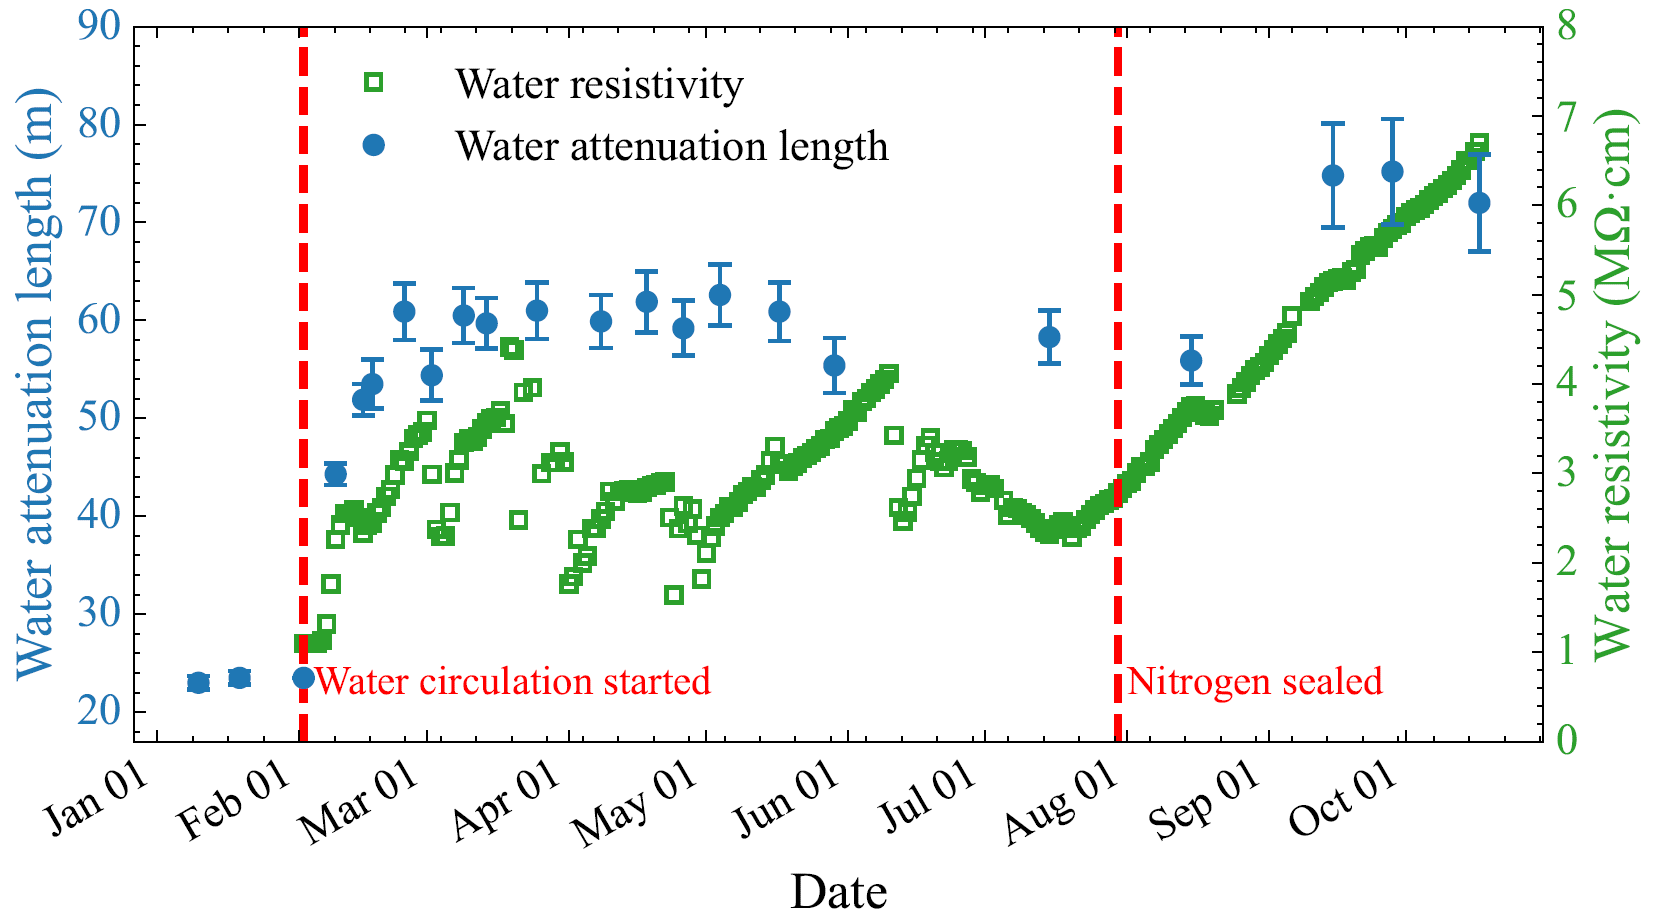 Water attenuation length (m)
90
80
70
60
50
40
30
20
Water resistivity
Water attenuation length
Water circulation started
Nitrogen sealed
8
7
6
5
4
3
2
1
0
Water resistivity (MΩ·cm)
Jan 01
Feb 01
Mar 01
Apr 01
May 01
Jun 01
Jul 01
Aug 01
Sep 01
Oct 01
Date